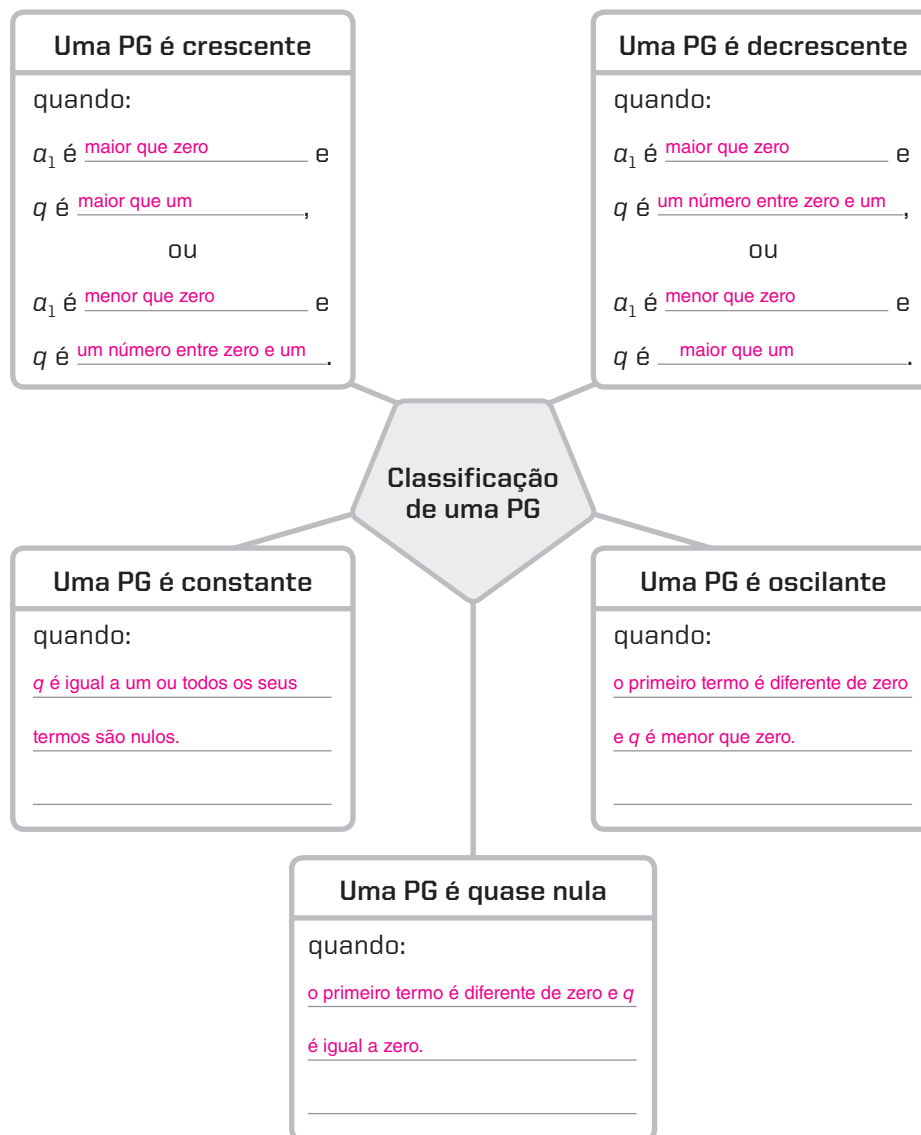 Uma PG é crescente
quando:
a₁ é maior que zero e
q é maior que um,
ou
a₁ é menor que zero e
q é um número entre zero e um.
Uma PG é decrescente
quando:
a₁ é maior que zero e
q é um número entre zero e um,
ou
a₁ é menor que zero e
q é maior que um.
Classificação
de uma PG
Uma PG é constante
quando:
q é igual a um ou todos os seus
termos são nulos.
Uma PG é oscilante
quando:
o primeiro termo é diferente de zero
e q é menor que zero.
Uma PG é quase nula
quando:
o primeiro termo é diferente de zero e q
é igual a zero.